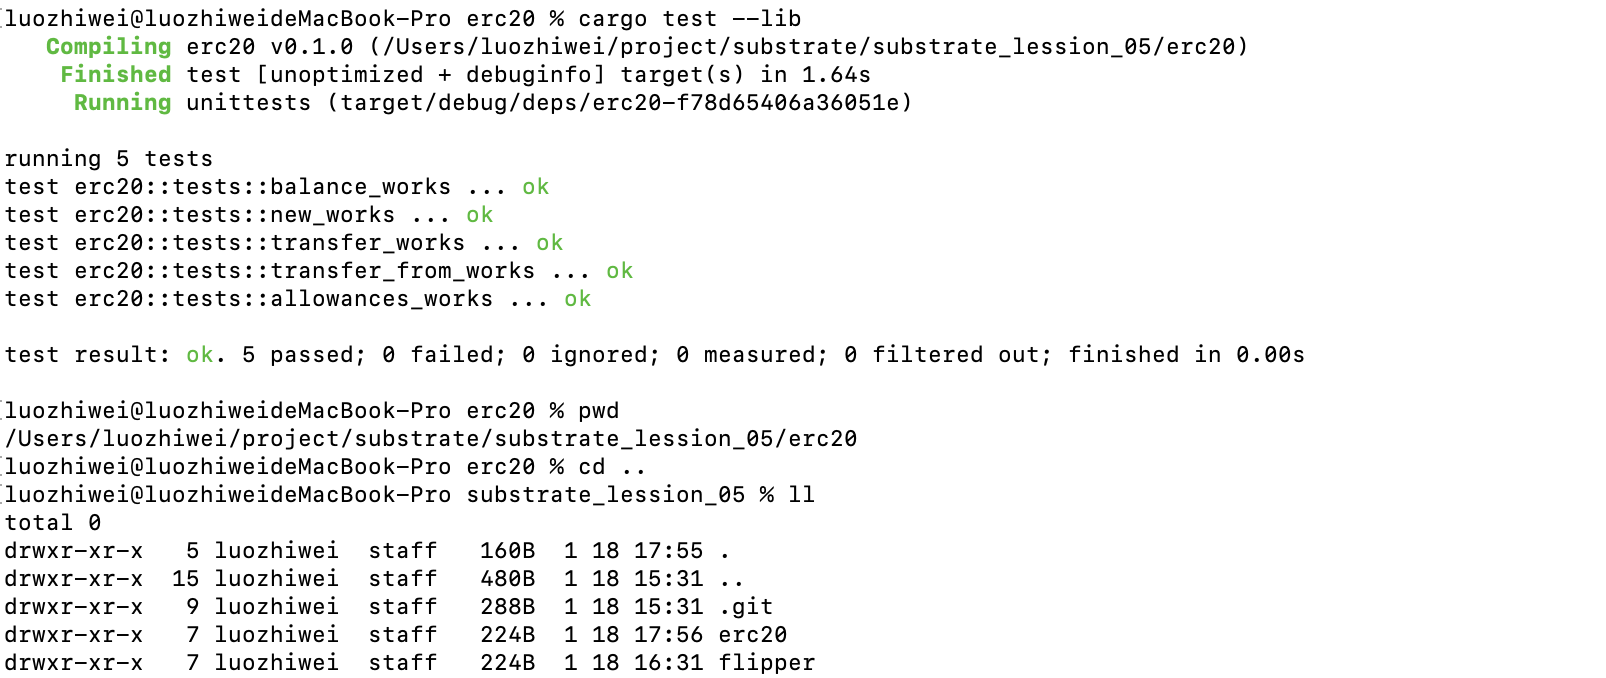 luozhiwei@luozhiweideMacBook-Pro erc20 % cargo test --lib
Compiling erc20 v0.1.0 (/Users/luozhiwei/project/substrate/substrate_lession_05/erc20)
Finished test [unoptimized + debuginfo] target(s) in 1.64s
Running unittests (target/debug/deps/erc20-f78d65406a36051e)
running 5 tests
test erc20::tests::balance_works ... ok
test erc20::tests::new_works ... ok
test erc20::tests::transfer_works ... ok
test erc20::tests::transfer_from_works ... ok
test erc20::tests::allowances_works ... ok
test result: ok. 5 passed; 0 failed; 0 ignored; 0 measured; 0 filtered out; finished in 0.00s
luozhiwei@luozhiweideMacBook-Pro erc20 % pwd
/Users/luozhiwei/project/substrate/substrate_lession_05/erc20
luozhiwei@luozhiweideMacBook-Pro erc20 % cd ..
luozhiwei@luozhiweideMacBook-Pro substrate_lession_05 % ll
total 0
drwxr-xr-x   5 luozhiwei  staff   160B  1 18 17:55 .
drwxr-xr-x  15 luozhiwei  staff   480B  1 18 15:31 ..
drwxr-xr-x   9 luozhiwei  staff   288B  1 18 15:31 .git
drwxr-xr-x   7 luozhiwei  staff   224B  1 18 17:56 erc20
drwxr-xr-x   7 luozhiwei  staff   224B  1 18 16:31 flipper